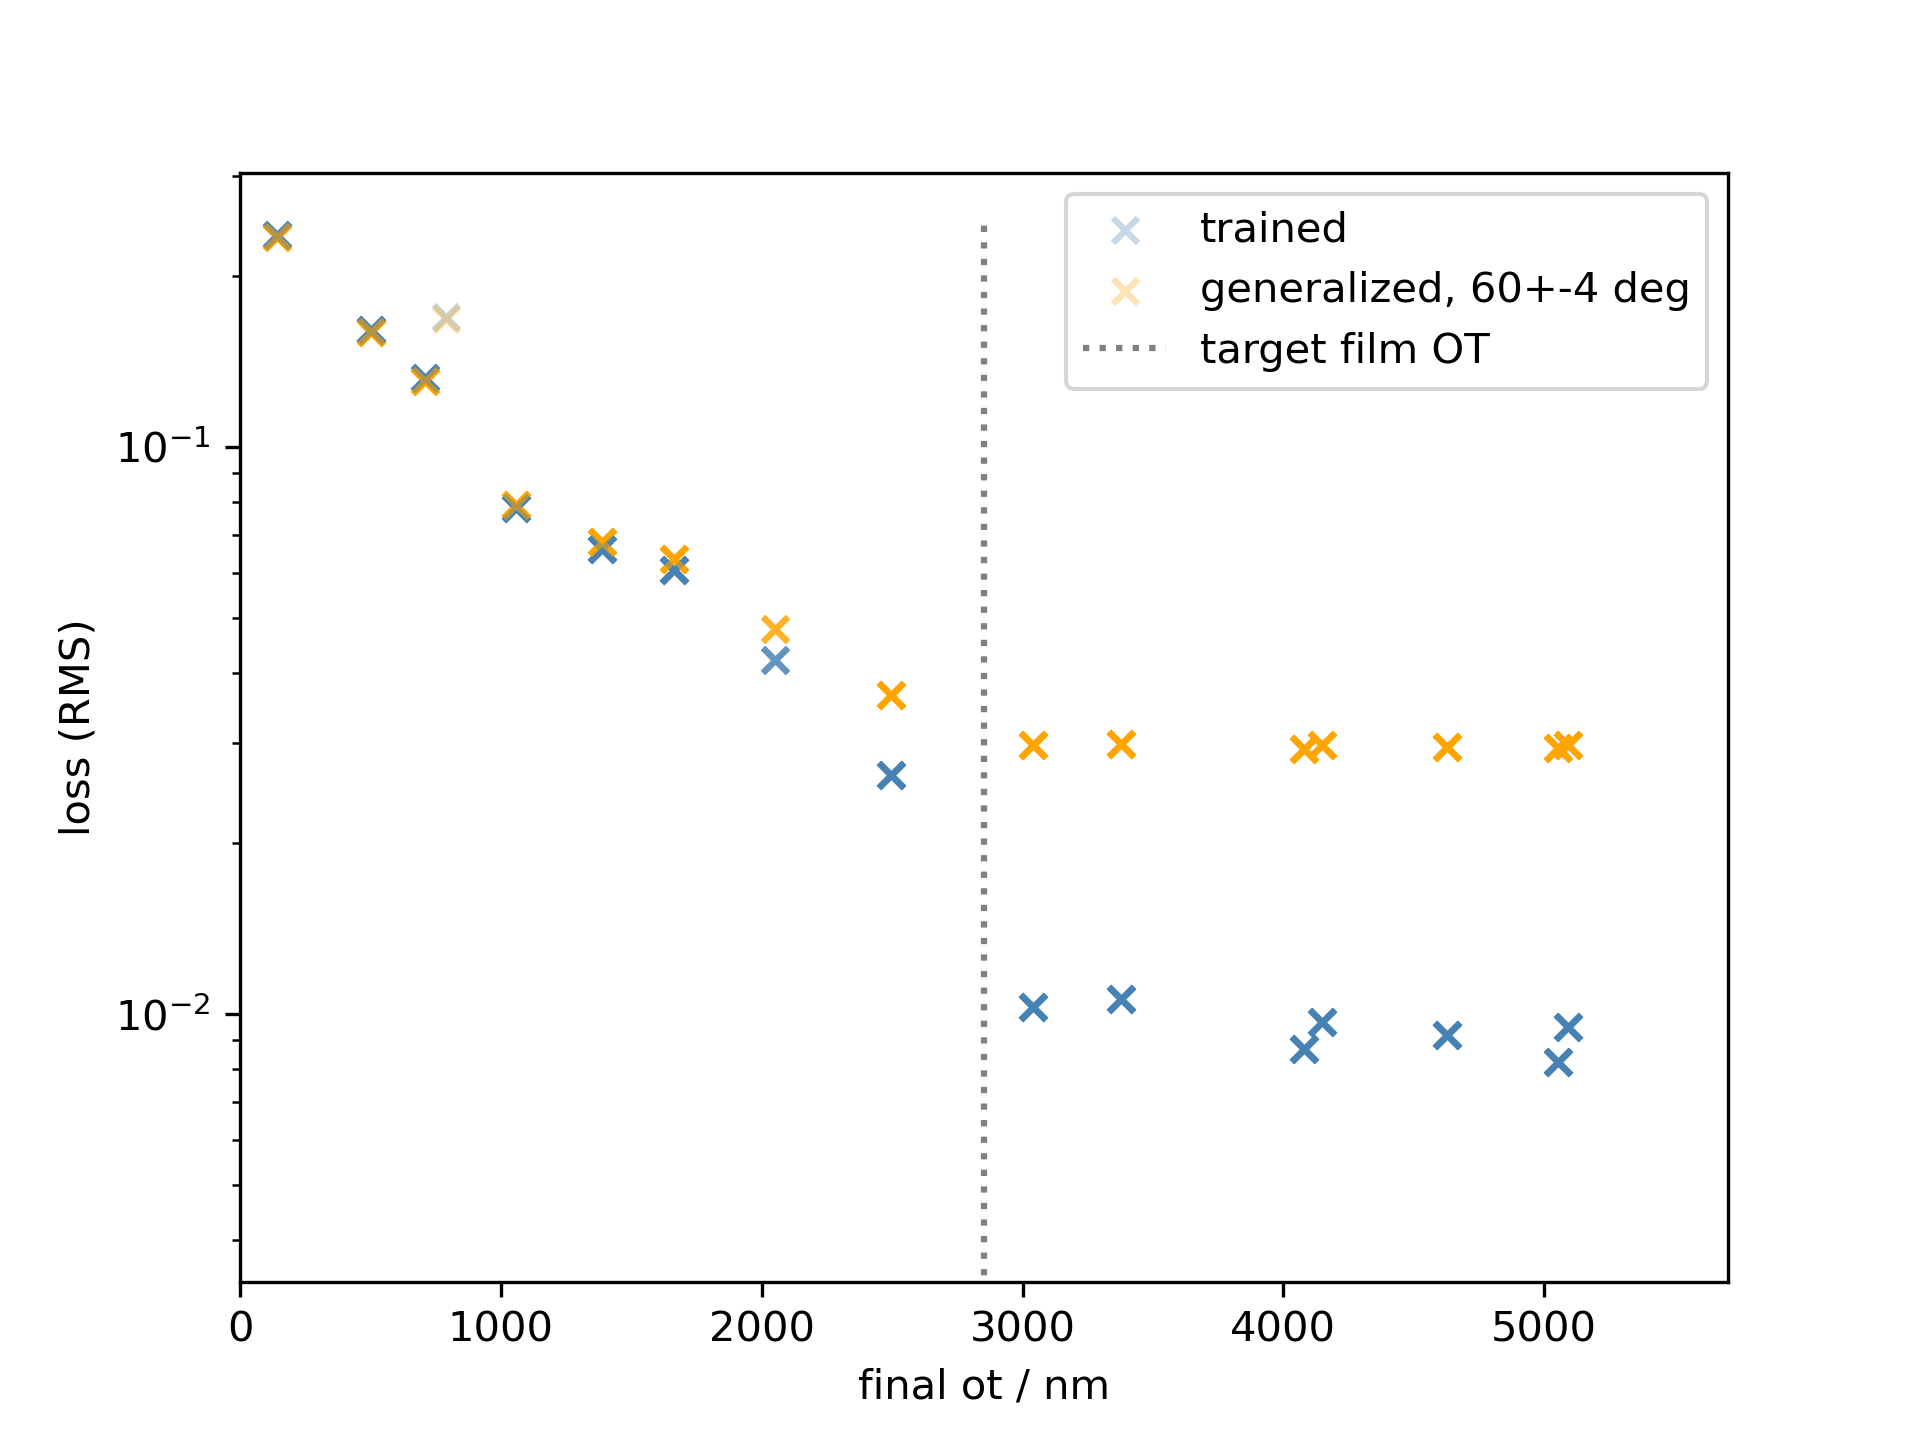 trained
generalized, 60+-4 deg
target film OT
10⁻¹
10⁻²
loss (RMS)
0 1000 2000 3000 4000 5000
final ot / nm